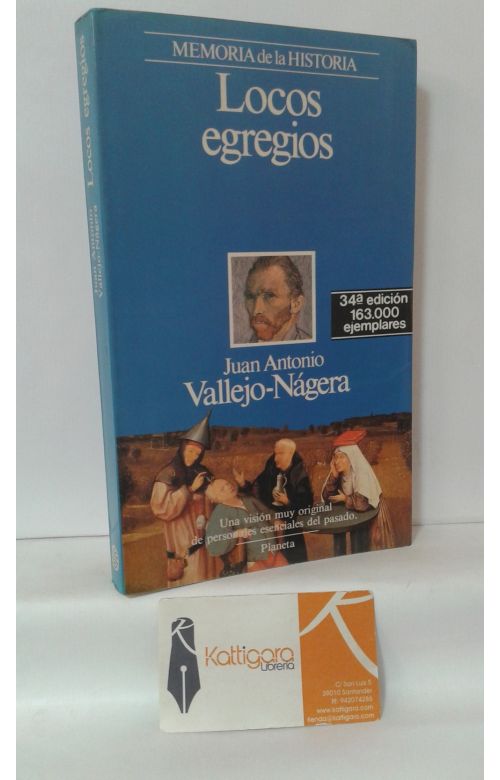 MEMORIA de la HISTORIA
Locos
egregios
34ª edición
163.000
ejemplares
Juan Antonio
Vallejo-Nágera
Una visión muy original
de personajes esenciales del pasado.
Planeta
Juan Antonio
Vallejo-Nágera
Locos egregios
Kattigara
Librería
C/ San Luis 5
39010 Santander
tlf: 942074285
www.kattigara.com
tienda@kattigara.com